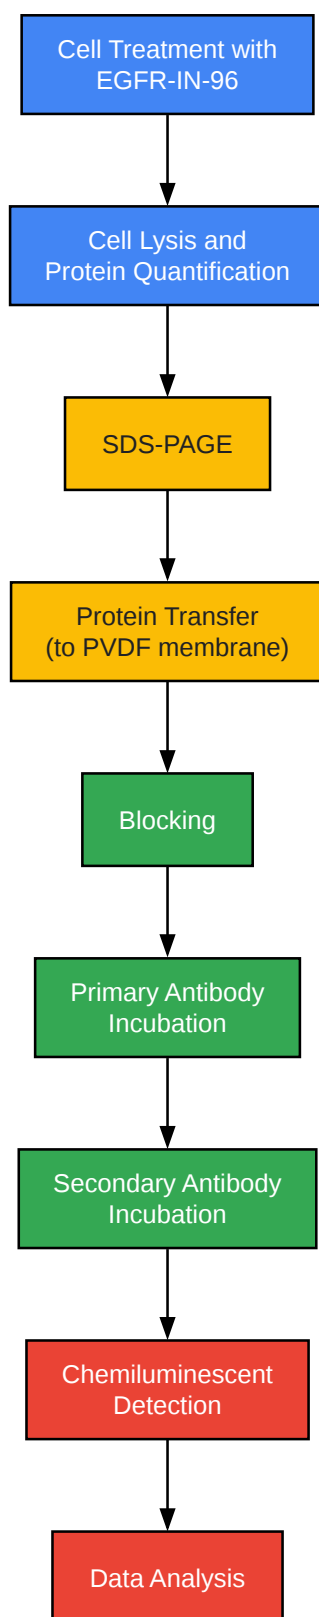 Cell Treatment with
EGFR-IN-96
Cell Lysis and
Protein Quantification
SDS-PAGE
Protein Transfer
(to PVDF membrane)
Blocking
Primary Antibody
Incubation
Secondary Antibody
Incubation
Chemiluminescent
Detection
Data Analysis